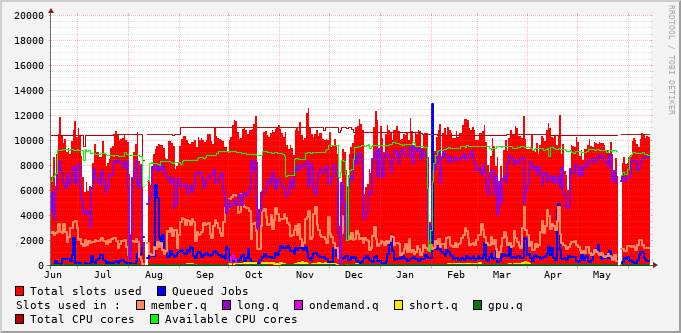 20000
18000
16000
14000
12000
10000
8000
6000
4000
2000
0
Jun Jul Aug Sep Oct Nov Dec Jan Feb Mar Apr May
RRDTOOL / TOBI OETIKER
Total slots used Queued Jobs
Slots used in : member.q long.q ondemand.q short.q gpu.q
Total CPU cores Available CPU cores